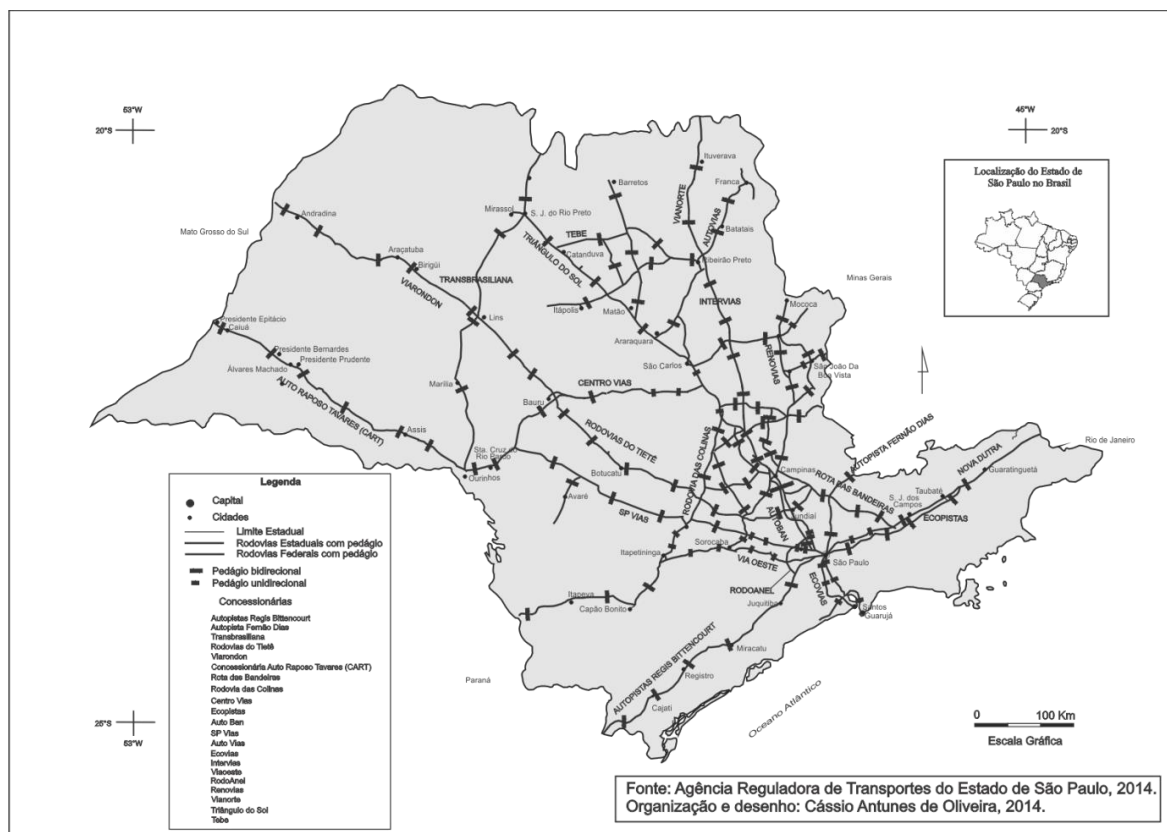 53°W
20°S
45°W
20°S
Localização do Estado de
São Paulo no Brasil
Ituverava
Franca
Barretos
VIANORTE
AUTOVIAS
Batatais
Mirassol
S. J. do Rio Preto
Andradina
Mato Grosso do Sul
TEBE
Catanduva
TRIÂNGULO DO SOL
Ribeirão Preto
Araçatuba
Birigüi
TRANSBRASILIANA
VIARONDON
Minas Gerais
INTERVIAS
Mococa
Itápolis
Matão
Lins
Araraquara
Presidente Epitácio
Caiuá
RENOVIAS
São João Da
Boa Vista
Presidente Bernardes
Presidente Prudente
Álvares Machado
São Carlos
Marília
CENTRO VIAS
AUTO RAPOSO TAVARES (CART)
Bauru
Assis
RODOVIAS DO TIETÊ
RODOVIA DAS COLINAS
AUTOPISTA FERNÃO DIAS
NOVA DUTRA
Rio de Janeiro
Sta. Cruz do
Rio Pardo
Botucatu
Campinas
Guaratinguetá
Ourinhos
ROTA DAS BANDEIRAS
Taubaté
S. J. dos
Campos
Avaré
SP VIAS
AUTOBAN
Jundiaí
ECOPISTAS
Sorocaba
Itapetininga
VIA OESTE
São Paulo
RODOANEL
ECOVIAS
Itapeva
Capão Bonito
Juquitiba
Santos
Guarujá
AUTOPISTAS REGIS BITTENCOURT
Miracatu
Registro
Paraná
Cajati
Oceano Atlântico
25°S
53°W
Legenda
Capital
Cidades
Limite Estadual
Rodovias Estaduais com pedágio
Rodovias Federais com pedágio
Pedágio bidirecional
Pedágio unidirecional
Concessionárias
Autopistas Regis Bittencourt
Autopista Fernão Dias
Transbrasiliana
Rodovias do Tietê
Viarondon
Concessionária Auto Raposo Tavares (CART)
Rota das Bandeiras
Rodovia das Colinas
Centro Vias
Ecopistas
Auto Ban
SP Vias
Auto Vias
Ecovias
Intervias
Viaoeste
RodoAnel
Renovias
Vianorte
Triângulo do Sol
Tebe
0 100 Km
Escala Gráfica
Fonte: Agência Reguladora de Transportes do Estado de São Paulo, 2014.
Organização e desenho: Cássio Antunes de Oliveira, 2014.